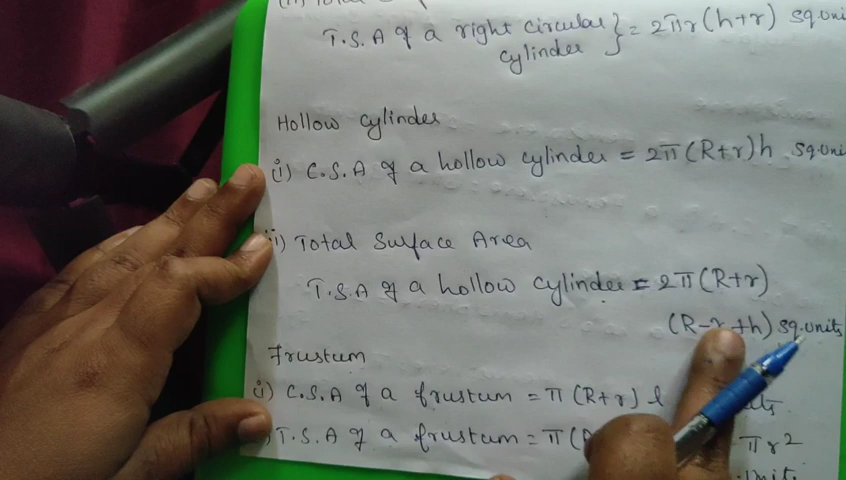 T.S.A of a right circular cylinder } = 2πr(h+r) sq.uni
Hollow cylinder
i) C.S.A of a hollow cylinder = 2π(R+r)h sq.uni
ii) Total Surface Area
T.S.A of a hollow cylinder = 2π(R+r)
(R-r+h) sq.units
Frustum
(i) C.S.A of a frustum = π(R+r)l
T.S.A of a frustum = π(R πr²